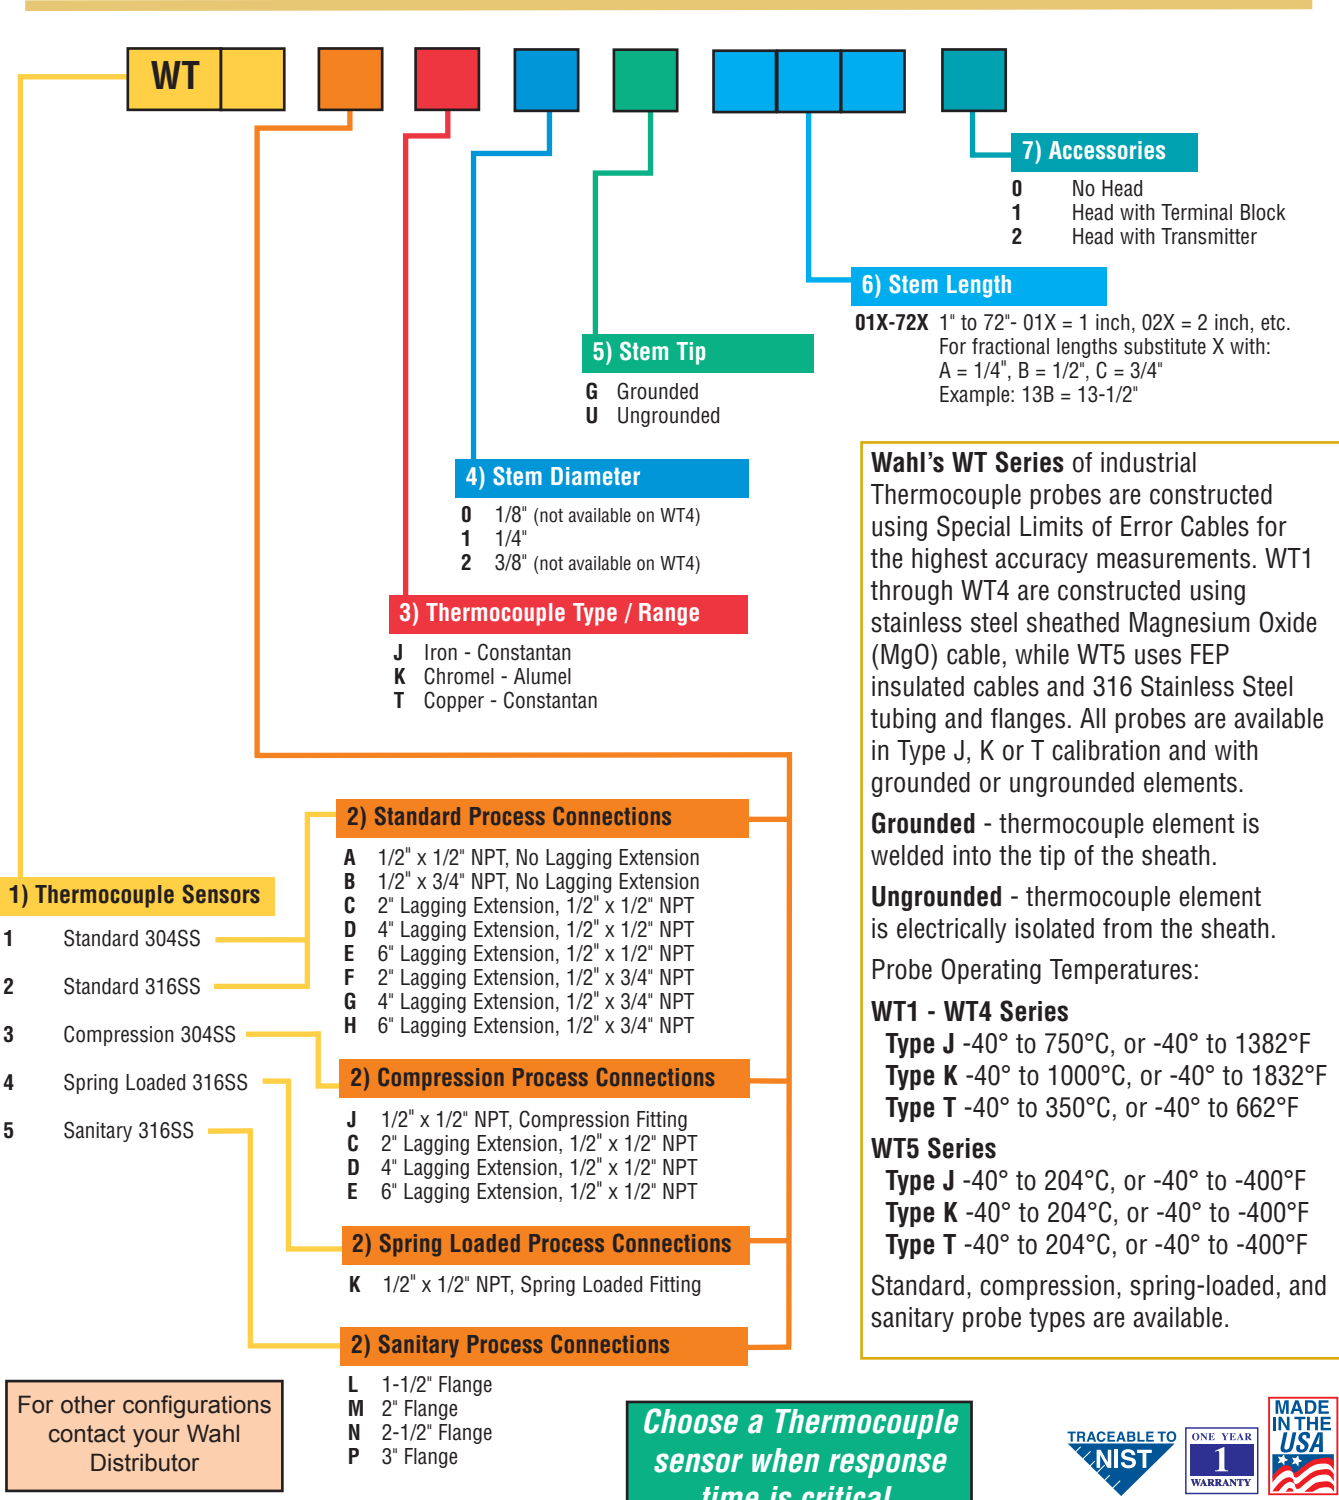 WT
7) Accessories
0 No Head
1 Head with Terminal Block
2 Head with Transmitter
6) Stem Length
01X-72X 1" to 72"- 01X = 1 inch, 02X = 2 inch, etc.
For fractional lengths substitute X with:
A = 1/4", B = 1/2", C = 3/4"
Example: 13B = 13-1/2"
5) Stem Tip
G Grounded
U Ungrounded
4) Stem Diameter
0 1/8" (not available on WT4)
1 1/4"
2 3/8" (not available on WT4)
3) Thermocouple Type / Range
J Iron - Constantan
K Chromel - Alumel
T Copper - Constantan
2) Standard Process Connections
A 1/2" x 1/2" NPT, No Lagging Extension
B 1/2" x 3/4" NPT, No Lagging Extension
C 2" Lagging Extension, 1/2" x 1/2" NPT
D 4" Lagging Extension, 1/2" x 1/2" NPT
E 6" Lagging Extension, 1/2" x 1/2" NPT
F 2" Lagging Extension, 1/2" x 3/4" NPT
G 4" Lagging Extension, 1/2" x 3/4" NPT
H 6" Lagging Extension, 1/2" x 3/4" NPT
1) Thermocouple Sensors
1 Standard 304SS
2 Standard 316SS
3 Compression 304SS
4 Spring Loaded 316SS
5 Sanitary 316SS
2) Compression Process Connections
J 1/2" x 1/2" NPT, Compression Fitting
C 2" Lagging Extension, 1/2" x 1/2" NPT
D 4" Lagging Extension, 1/2" x 1/2" NPT
E 6" Lagging Extension, 1/2" x 1/2" NPT
2) Spring Loaded Process Connections
K 1/2" x 1/2" NPT, Spring Loaded Fitting
2) Sanitary Process Connections
L 1-1/2" Flange
M 2" Flange
N 2-1/2" Flange
P 3" Flange
Wahl's WT Series of industrial
Thermocouple probes are constructed
using Special Limits of Error Cables for
the highest accuracy measurements. WT1
through WT4 are constructed using
stainless steel sheathed Magnesium Oxide
(MgO) cable, while WT5 uses FEP
insulated cables and 316 Stainless Steel
tubing and flanges. All probes are available
in Type J, K or T calibration and with
grounded or ungrounded elements.
Grounded - thermocouple element is
welded into the tip of the sheath.
Ungrounded - thermocouple element
is electrically isolated from the sheath.
Probe Operating Temperatures:
WT1 - WT4 Series
Type J -40° to 750°C, or -40° to 1382°F
Type K -40° to 1000°C, or -40° to 1832°F
Type T -40° to 350°C, or -40° to 662°F
WT5 Series
Type J -40° to 204°C, or -40° to -400°F
Type K -40° to 204°C, or -40° to -400°F
Type T -40° to 204°C, or -40° to -400°F
Standard, compression, spring-loaded, and
sanitary probe types are available.
For other configurations
contact your Wahl
Distributor
Choose a Thermocouple
sensor when response
time is critical
TRACEABLE TO
NIST
ONE YEAR
1
WARRANTY
MADE
IN THE
USA